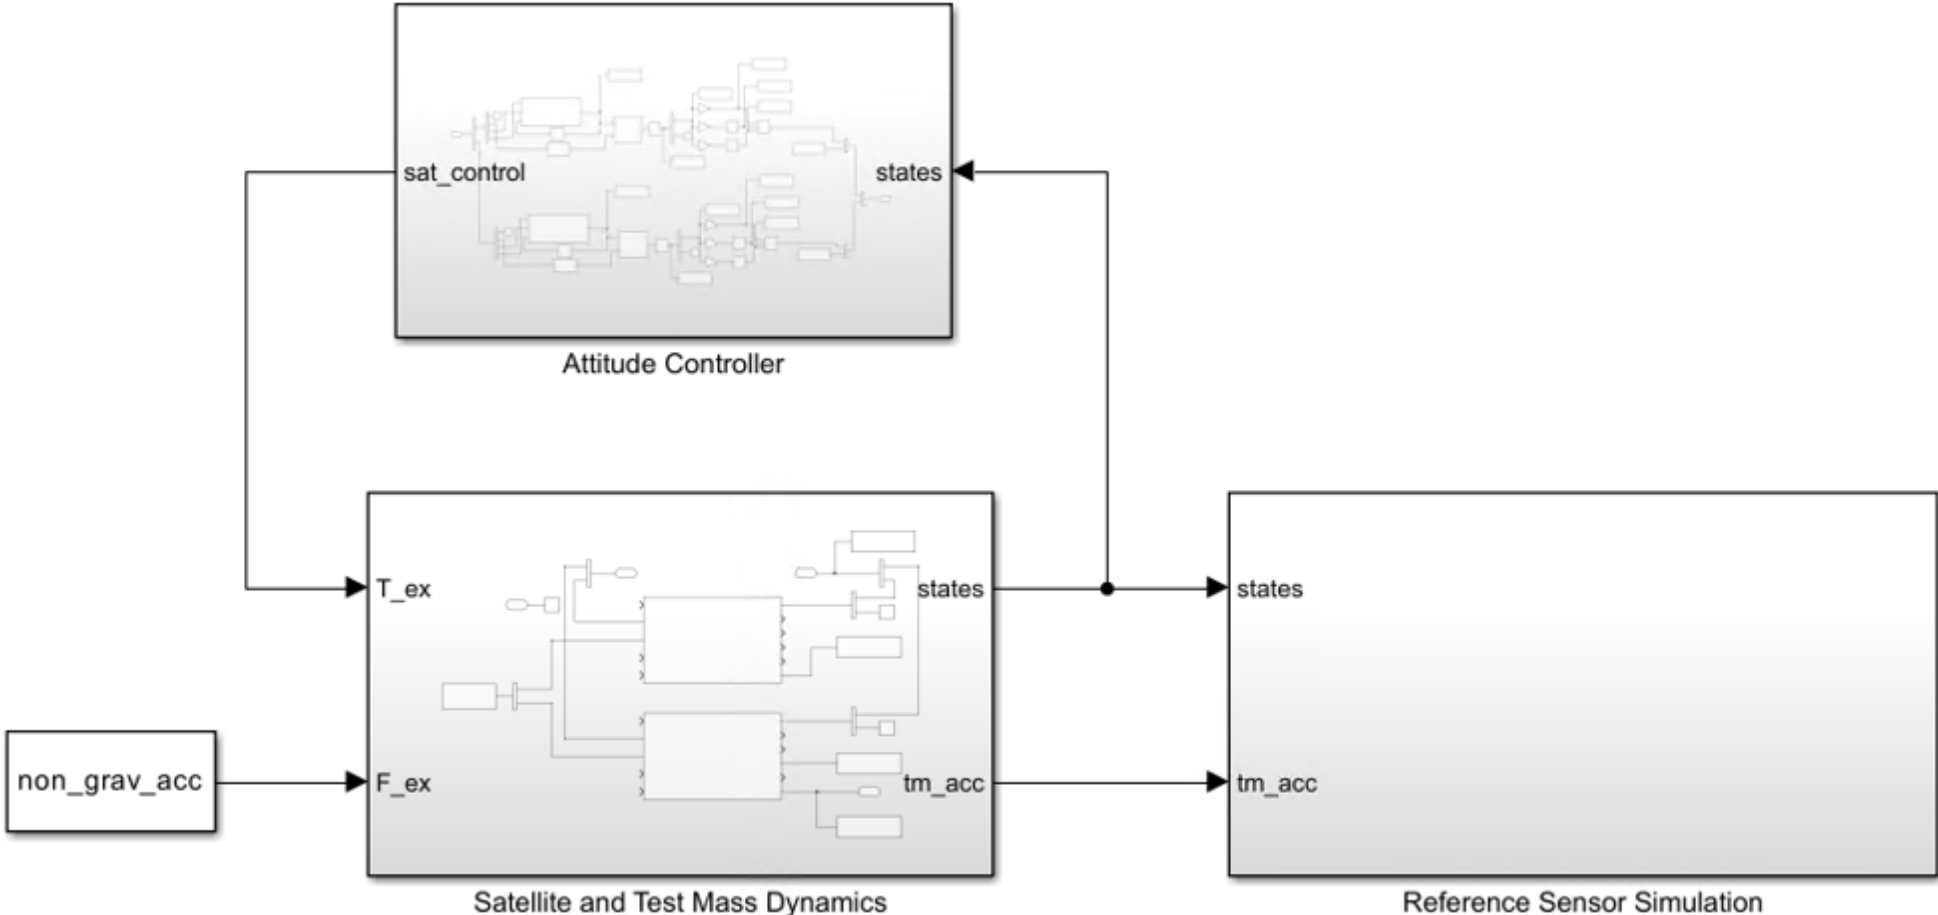 sat_control
states
Attitude Controller
T_ex
states
states
non_grav_acc
F_ex
tm_acc
tm_acc
Satellite and Test Mass Dynamics
Reference Sensor Simulation